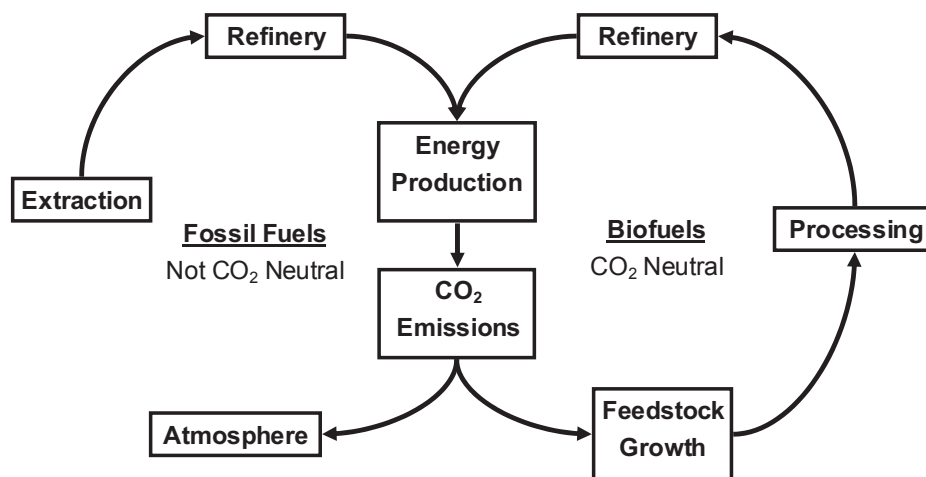 Refinery
Refinery
Energy
Production
Extraction
Fossil Fuels
Not CO₂ Neutral
Biofuels
CO₂ Neutral
Processing
CO₂
Emissions
Atmosphere
Feedstock
Growth